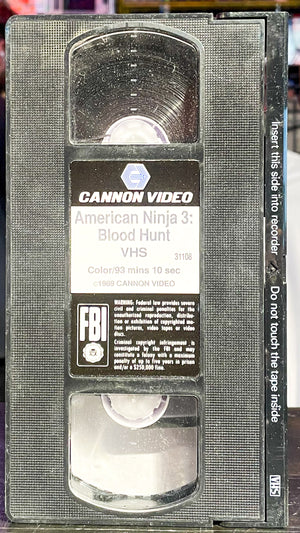 CANNON VIDEO
American Ninja 3:
Blood Hunt
VHS 31108
Color/93 mins 10 sec
©1989 CANNON VIDEO
FBI
WARNING: Federal law provides severe
civil and criminal penalties for the
unauthorized reproduction, distribu-
tion or exhibition of copyrighted mo-
tion pictures, video tapes or video
discs.
Criminal copyright infringement is
investigated by the FBI and may
constitute a felony with a maximum
penalty of up to five years in prison
and/or a $250,000 fine.
Insert this side into recorder
Do not touch the tape inside
VHS